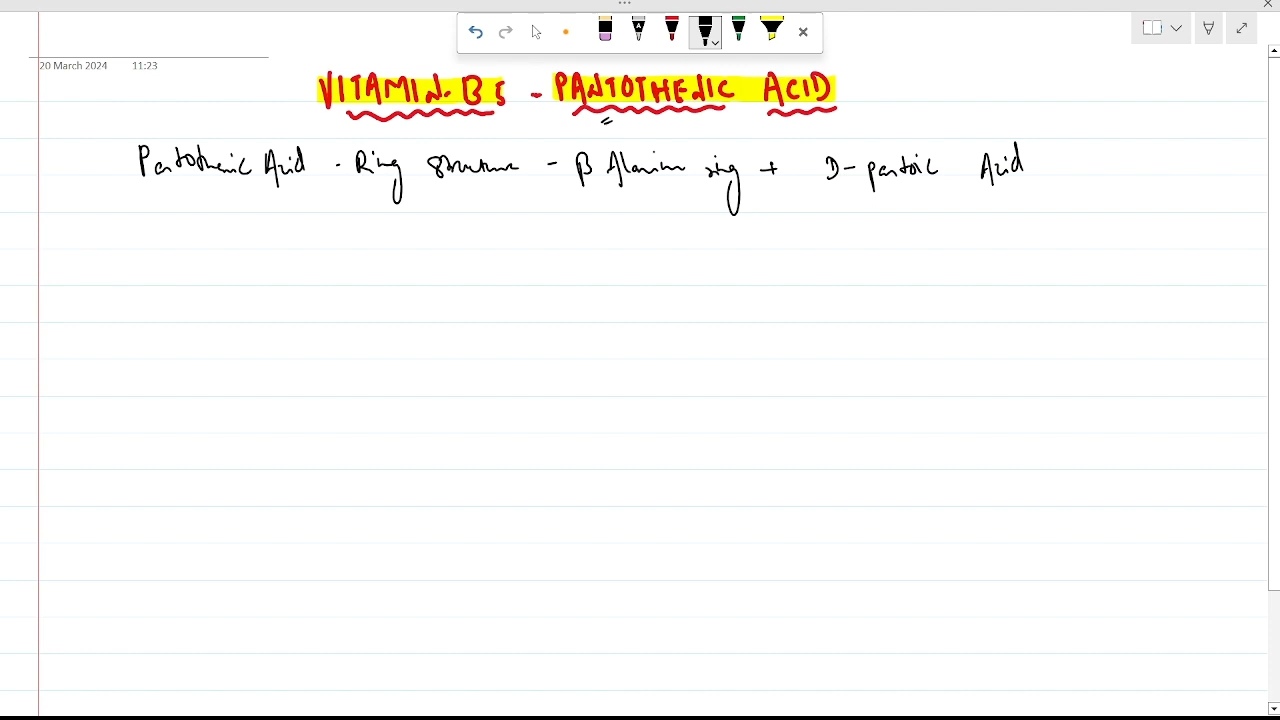 20 March 2024 11:23
VITAMIN-B5 - PANTOTHENIC ACID
Pantothenic Acid - Ring structure - β Alanine ring + D-pantoic Acid